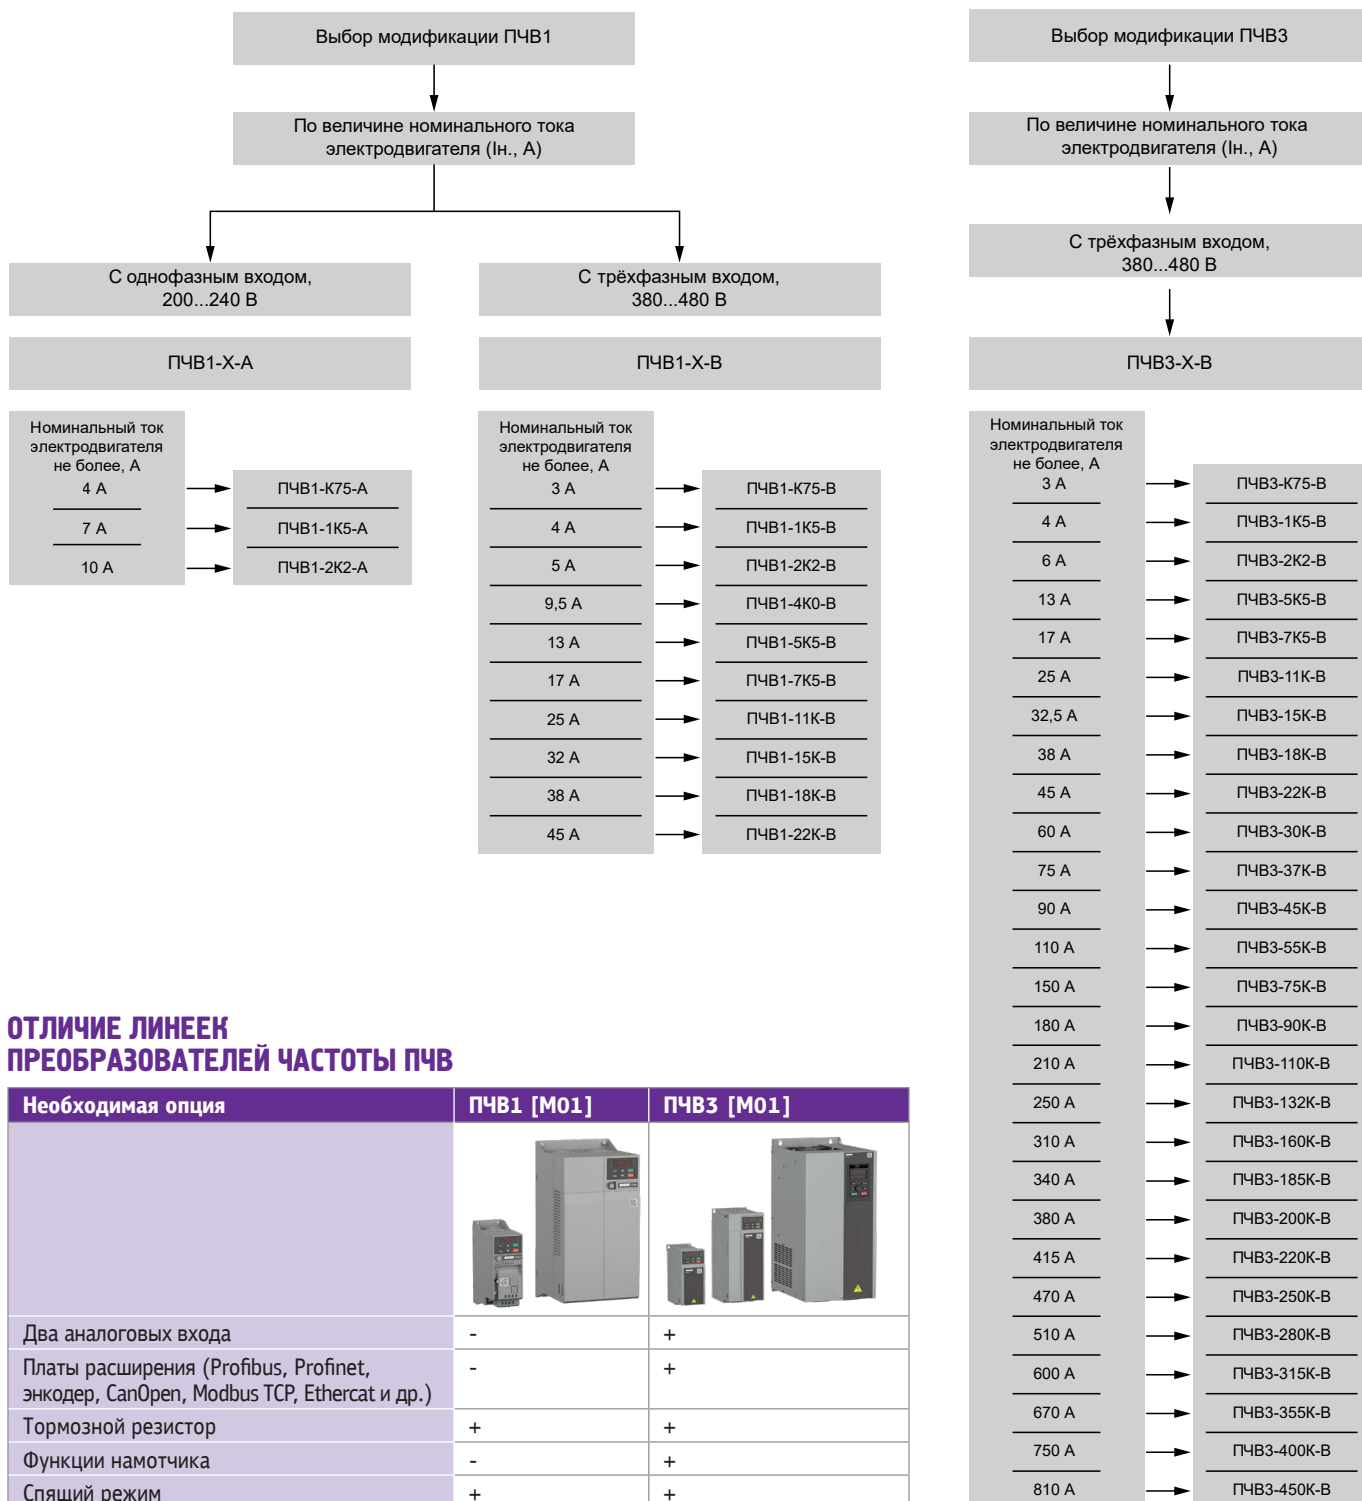 Выбор модификации ПЧВ1
По величине номинального тока
электродвигателя (Iн., А)
С однофазным входом,
200...240 В
С трёхфазным входом,
380...480 В
ПЧВ1-Х-А
ПЧВ1-Х-В
Номинальный ток
электродвигателя
не более, А
4 А
ПЧВ1-К75-А
7 А
ПЧВ1-1К5-А
10 А
ПЧВ1-2К2-А
Номинальный ток
электродвигателя
не более, А
3 А
ПЧВ1-К75-В
4 А
ПЧВ1-1К5-В
5 А
ПЧВ1-2К2-В
9,5 А
ПЧВ1-4К0-В
13 А
ПЧВ1-5К5-В
17 А
ПЧВ1-7К5-В
25 А
ПЧВ1-11К-В
32 А
ПЧВ1-15К-В
38 А
ПЧВ1-18К-В
45 А
ПЧВ1-22К-В
Выбор модификации ПЧВ3
По величине номинального тока
электродвигателя (Iн., А)
С трёхфазным входом,
380...480 В
ПЧВ3-Х-В
Номинальный ток
электродвигателя
не более, А
3 А
ПЧВ3-К75-В
4 А
ПЧВ3-1К5-В
6 А
ПЧВ3-2К2-В
13 А
ПЧВ3-5К5-В
17 А
ПЧВ3-7К5-В
25 А
ПЧВ3-11К-В
32,5 А
ПЧВ3-15К-В
38 А
ПЧВ3-18К-В
45 А
ПЧВ3-22К-В
60 А
ПЧВ3-30К-В
75 А
ПЧВ3-37К-В
90 А
ПЧВ3-45К-В
110 А
ПЧВ3-55К-В
150 А
ПЧВ3-75К-В
180 А
ПЧВ3-90К-В
210 А
ПЧВ3-110К-В
250 А
ПЧВ3-132К-В
310 А
ПЧВ3-160К-В
340 А
ПЧВ3-185К-В
380 А
ПЧВ3-200К-В
415 А
ПЧВ3-220К-В
470 А
ПЧВ3-250К-В
510 А
ПЧВ3-280К-В
600 А
ПЧВ3-315К-В
670 А
ПЧВ3-355К-В
750 А
ПЧВ3-400К-В
810 А
ПЧВ3-450К-В
ОТЛИЧИЕ ЛИНЕЕК
ПРЕОБРАЗОВАТЕЛЕЙ ЧАСТОТЫ ПЧВ
Необходимая опция ПЧВ1 [М01] ПЧВ3 [М01]
Два аналоговых входа - +
Платы расширения (Profibus, Profinet, - +
энкодер, CanOpen, Modbus TCP, Ethercat и др.)
Тормозной резистор + +
Функции намотчика - +
Спящий режим + +